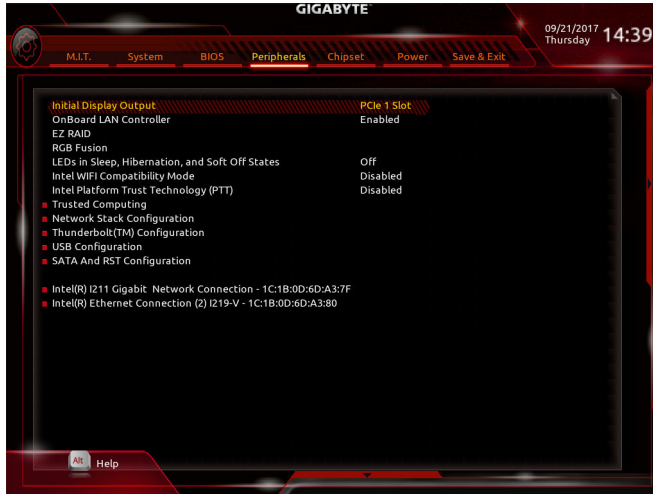 GIGABYTE
09/21/2017 14:39
Thursday
M.I.T. System BIOS Peripherals Chipset Power Save & Exit
Initial Display Output PCIe 1 Slot
OnBoard LAN Controller Enabled
EZ RAID
RGB Fusion
LEDs in Sleep, Hibernation, and Soft Off States Off
Intel WIFI Compatibility Mode Disabled
Intel Platform Trust Technology (PTT) Disabled
Trusted Computing
Network Stack Configuration
Thunderbolt(TM) Configuration
USB Configuration
SATA And RST Configuration
Intel(R) I211 Gigabit Network Connection - 1C:1B:0D:6D:A3:7F
Intel(R) Ethernet Connection (2) I219-V - 1C:1B:0D:6D:A3:80
Alt Help